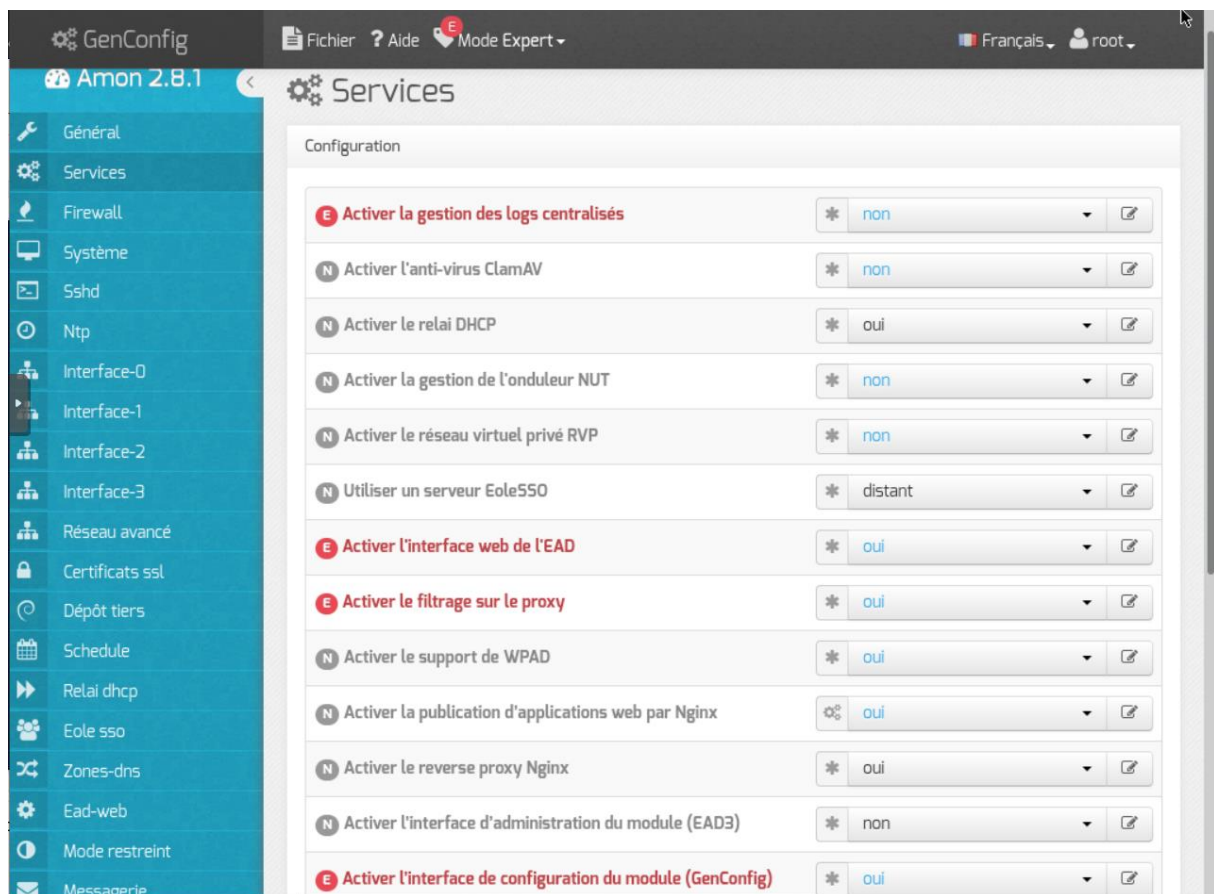 GenConfig
Fichier ? Aide E Mode Expert
Français root
Amon 2.8.1
Général
Services
Firewall
Système
Sshd
Ntp
Interface-0
Interface-1
Interface-2
Interface-3
Réseau avancé
Certificats ssl
Dépôt tiers
Schedule
Relai dhcp
Eole sso
Zones-dns
Ead-web
Mode restreint
Messagerie
Services
Configuration
E Activer la gestion des logs centralisés non
N Activer l'anti-virus ClamAV non
N Activer le relai DHCP oui
N Activer la gestion de l'onduleur NUT non
N Activer le réseau virtuel privé RVP non
N Utiliser un serveur EoleSSO distant
E Activer l'interface web de l'EAD oui
E Activer le filtrage sur le proxy oui
N Activer le support de WPAD oui
N Activer la publication d'applications web par Nginx oui
N Activer le reverse proxy Nginx oui
N Activer l'interface d'administration du module (EAD3) non
E Activer l'interface de configuration du module (GenConfig) oui